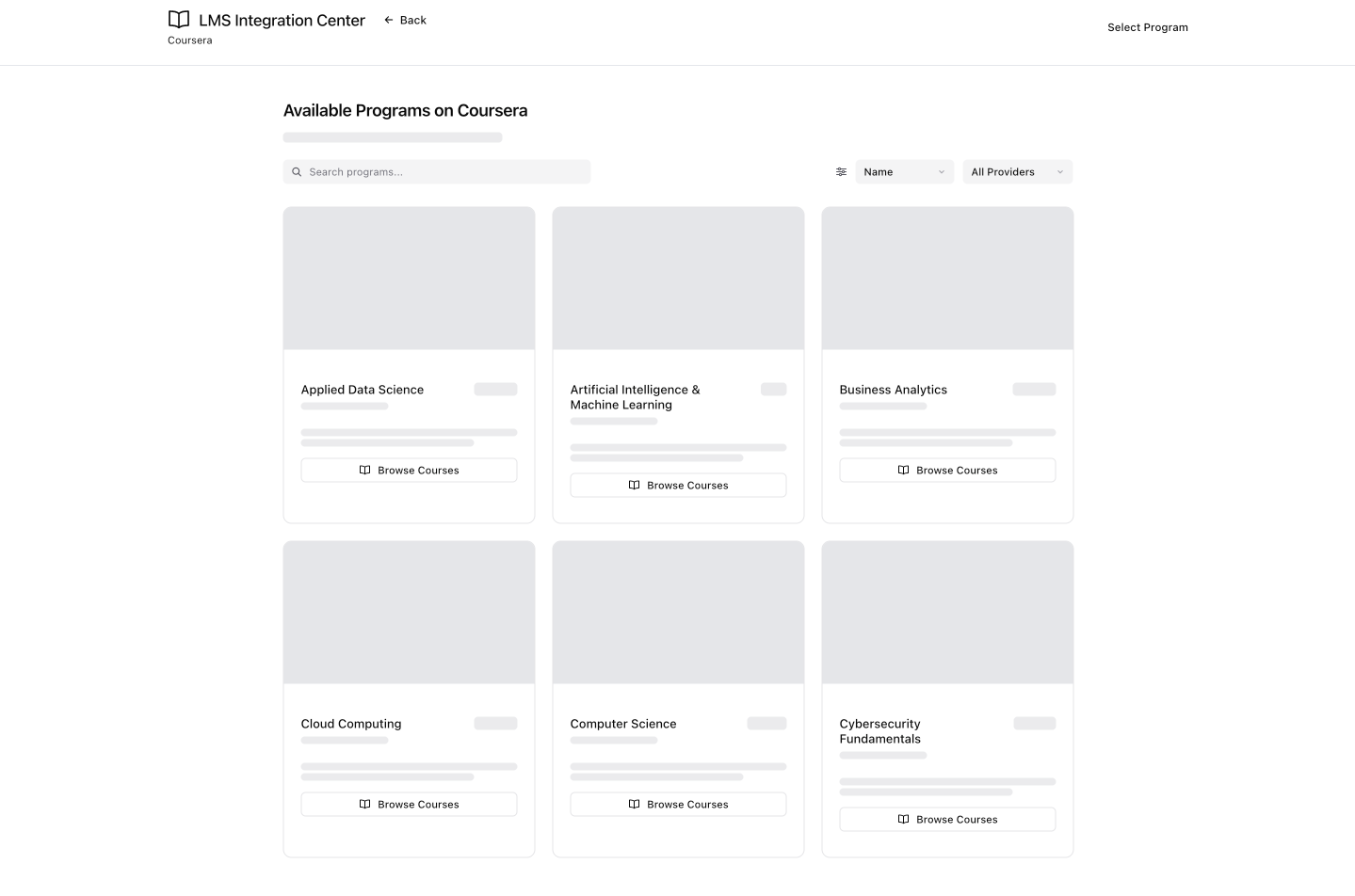 LMS Integration Center
← Back
Coursera
Select Program
Available Programs on Coursera
Search programs...
Name
All Providers
Applied Data Science
Browse Courses
Artificial Intelligence &
Machine Learning
Browse Courses
Business Analytics
Browse Courses
Cloud Computing
Browse Courses
Computer Science
Browse Courses
Cybersecurity
Fundamentals
Browse Courses